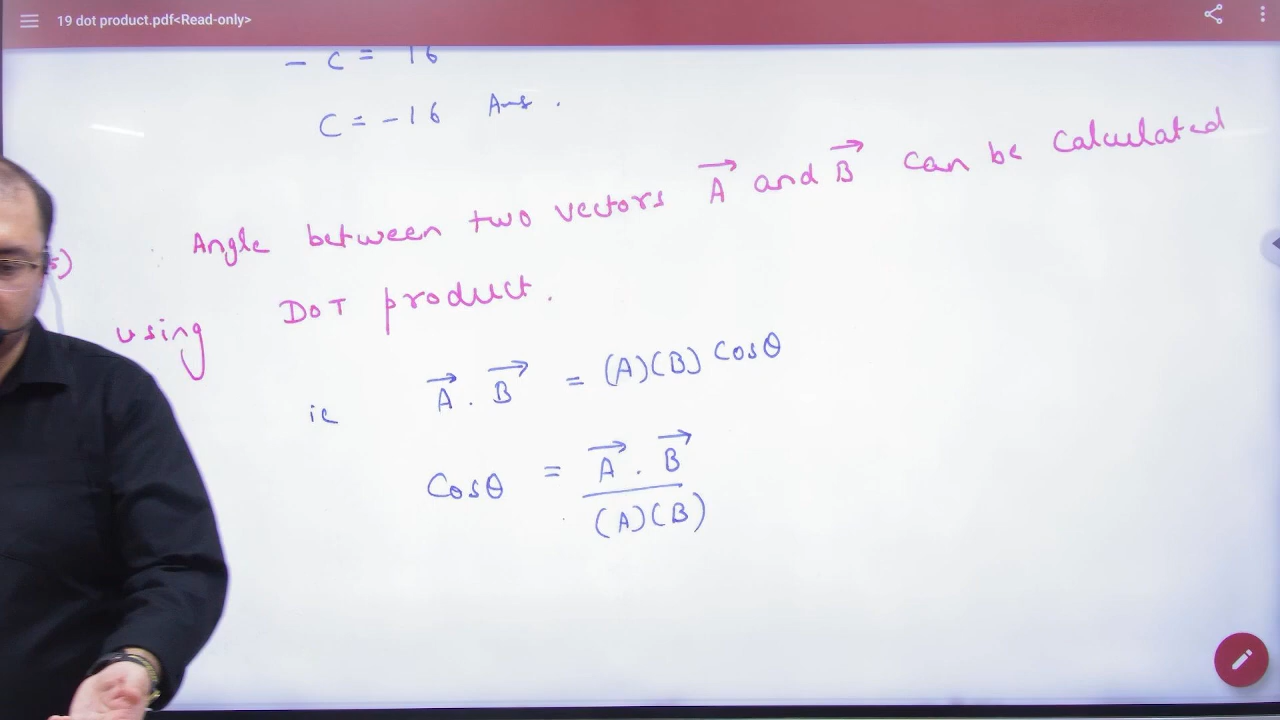 19 dot product.pdf<Read-only>
- C = 16
C = -16 Ans.
5) Angle between two vectors A⃗ and B⃗ can be calculated
using DOT product.
ie A⃗ . B⃗ = (A)(B) Cosθ
Cosθ = A⃗ . B⃗
(A)(B)